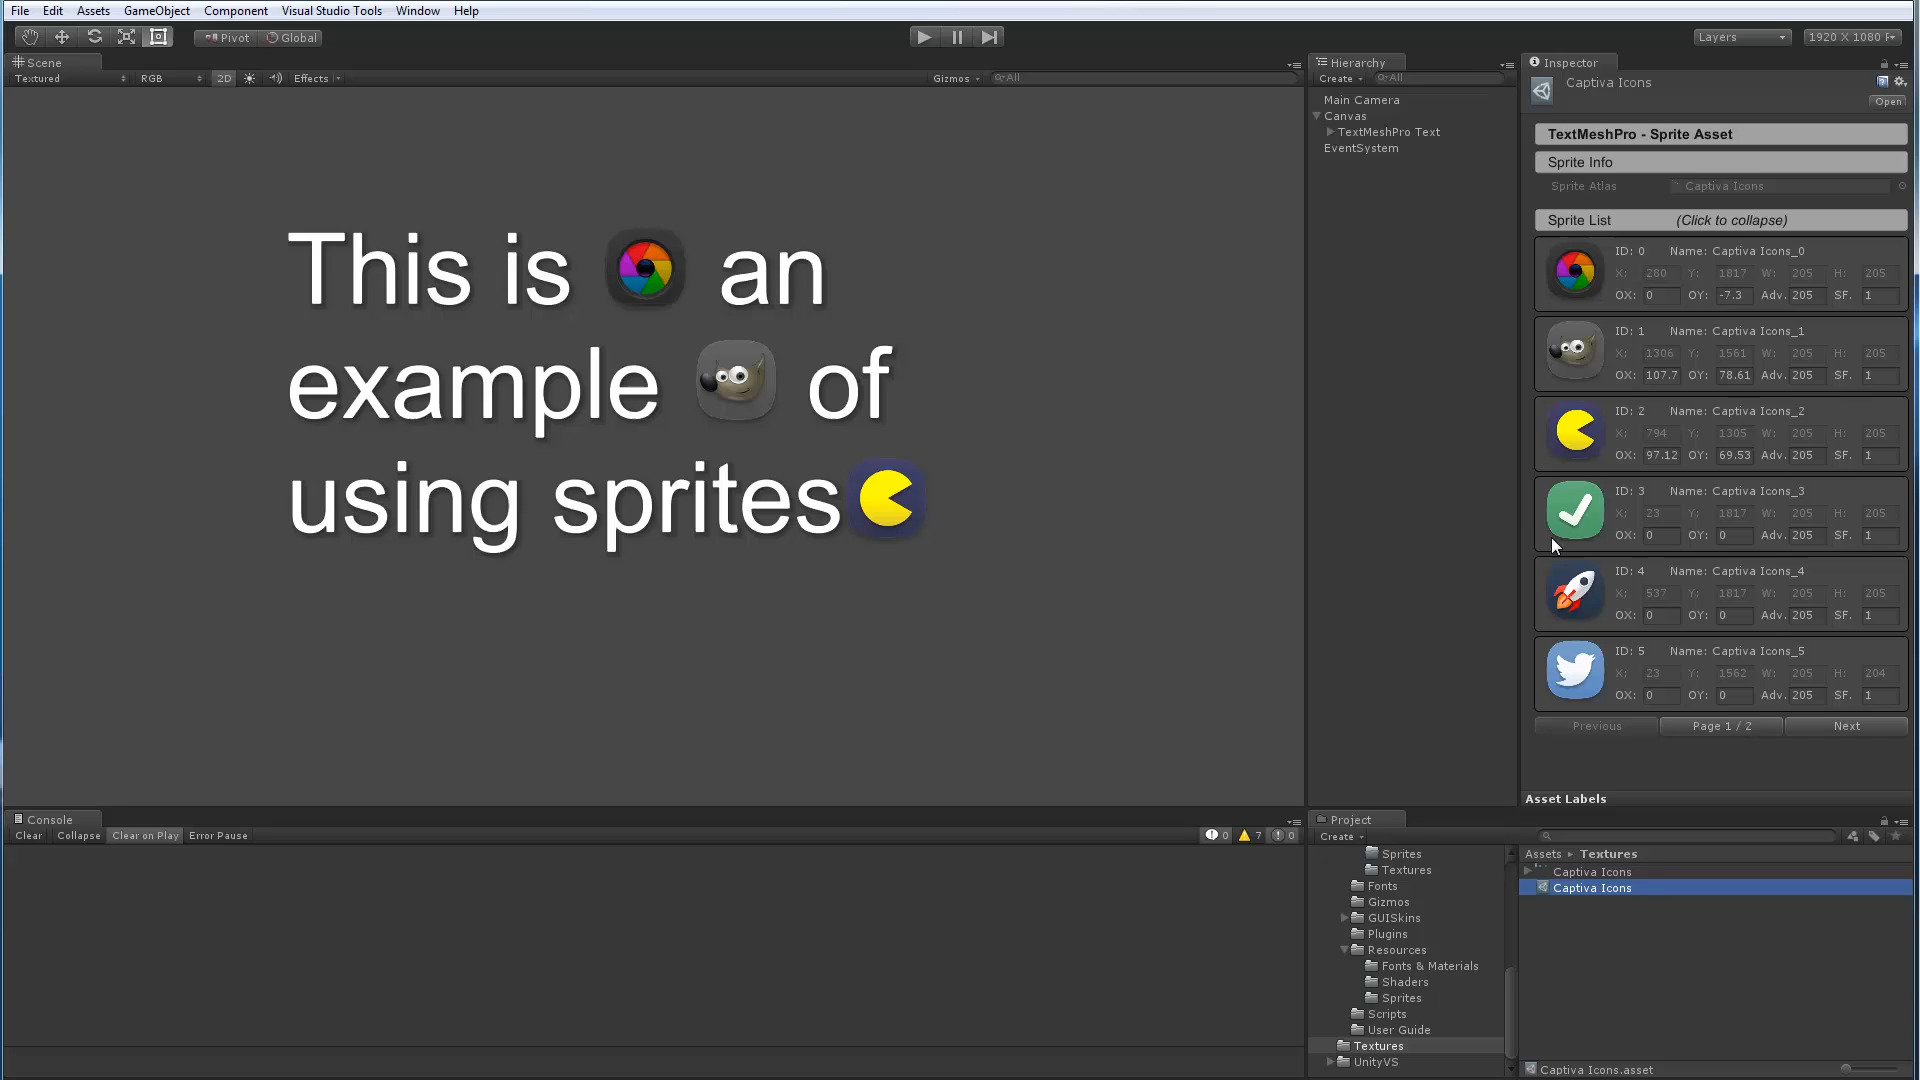 File Edit Assets GameObject Component Visual Studio Tools Window Help
Pivot Global
Layers 1920 X 1080
Scene
Textured RGB 2D Effects Gizmos All
This is an
example of
using sprites
Hierarchy
Create All
Main Camera
Canvas
TextMeshPro Text
EventSystem
Inspector
Captiva Icons
Open
TextMeshPro - Sprite Asset
Sprite Info
Sprite Atlas Captiva Icons
Sprite List (Click to collapse)
ID: 0 Name: Captiva Icons_0
X: 280 Y: 1817 W: 205 H: 205
OX: 0 OY: -7.3 Adv. 205 SF. 1
ID: 1 Name: Captiva Icons_1
X: 1306 Y: 1561 W: 205 H: 205
OX: 107.7 OY: 78.61 Adv. 205 SF. 1
ID: 2 Name: Captiva Icons_2
X: 794 Y: 1305 W: 205 H: 205
OX: 97.12 OY: 69.53 Adv. 205 SF. 1
ID: 3 Name: Captiva Icons_3
X: 23 Y: 1817 W: 205 H: 205
OX: 0 OY: 0 Adv. 205 SF. 1
ID: 4 Name: Captiva Icons_4
X: 537 Y: 1817 W: 205 H: 205
OX: 0 OY: 0 Adv. 205 SF. 1
ID: 5 Name: Captiva Icons_5
X: 23 Y: 1562 W: 205 H: 204
OX: 0 OY: 0 Adv. 205 SF. 1
Previous Page 1 / 2 Next
Asset Labels
Console
Clear Collapse Clear on Play Error Pause 0 7 0
Project
Create
Sprites
Textures
Fonts
Gizmos
GUISkins
Plugins
Resources
Fonts & Materials
Shaders
Sprites
Scripts
User Guide
Textures
UnityVS
Assets Textures
Captiva Icons
Captiva Icons
Captiva Icons.asset